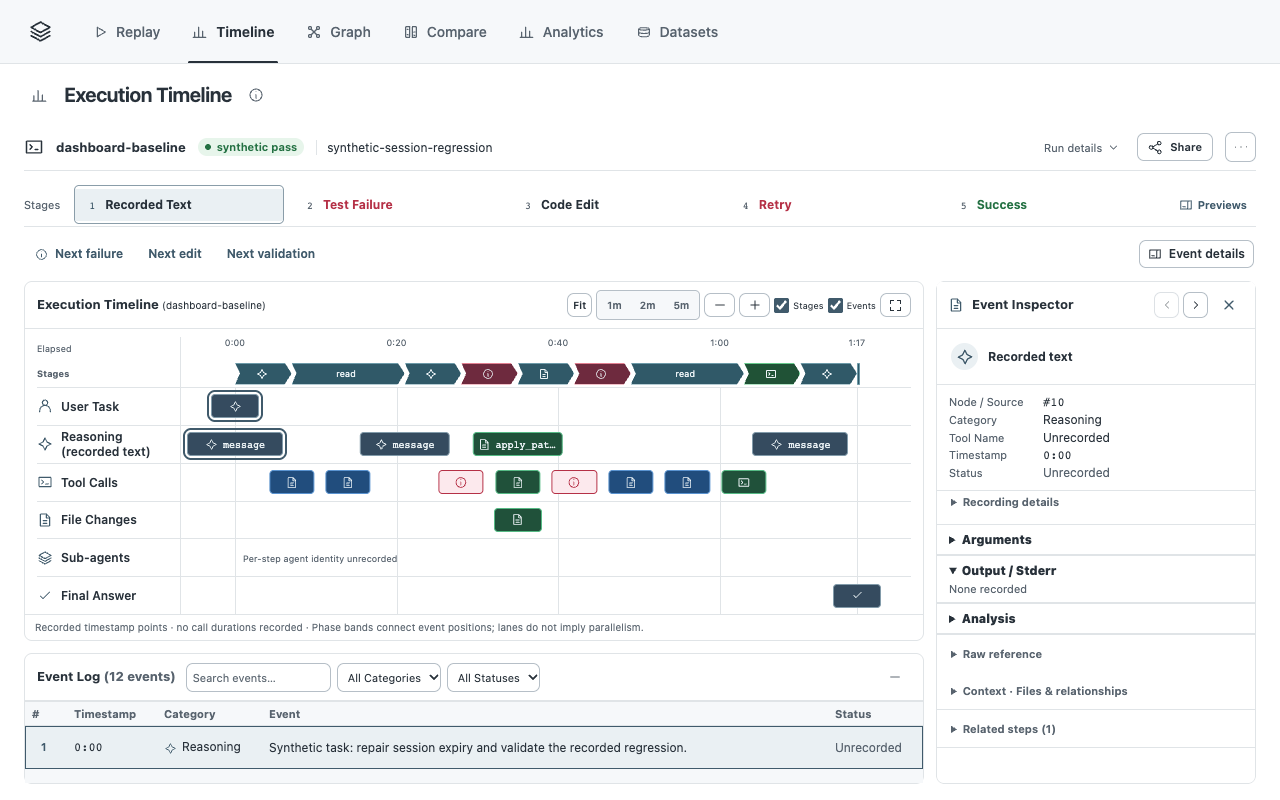 Replay Timeline Graph Compare Analytics Datasets
Execution Timeline
dashboard-baseline synthetic pass synthetic-session-regression Run details Share
Stages 1 Recorded Text 2 Test Failure 3 Code Edit 4 Retry 5 Success Previews
Next failure Next edit Next validation Event details
Execution Timeline (dashboard-baseline) Fit 1m 2m 5m Stages Events
Elapsed 0:00 0:20 0:40 1:00 1:17
Stages read read
User Task
Reasoning
(recorded text) message message apply_pat… message
Tool Calls
File Changes
Sub-agents Per-step agent identity unrecorded
Final Answer
Recorded timestamp points · no call durations recorded · Phase bands connect event positions; lanes do not imply parallelism.
Event Log (12 events) Search events... All Categories All Statuses
# Timestamp Category Event Status
1 0:00 Reasoning Synthetic task: repair session expiry and validate the recorded regression. Unrecorded
Event Inspector
Recorded text
Node / Source #10
Category Reasoning
Tool Name Unrecorded
Timestamp 0:00
Status Unrecorded
Recording details
Arguments
Output / Stderr
None recorded
Analysis
Raw reference
Context · Files & relationships
Related steps (1)